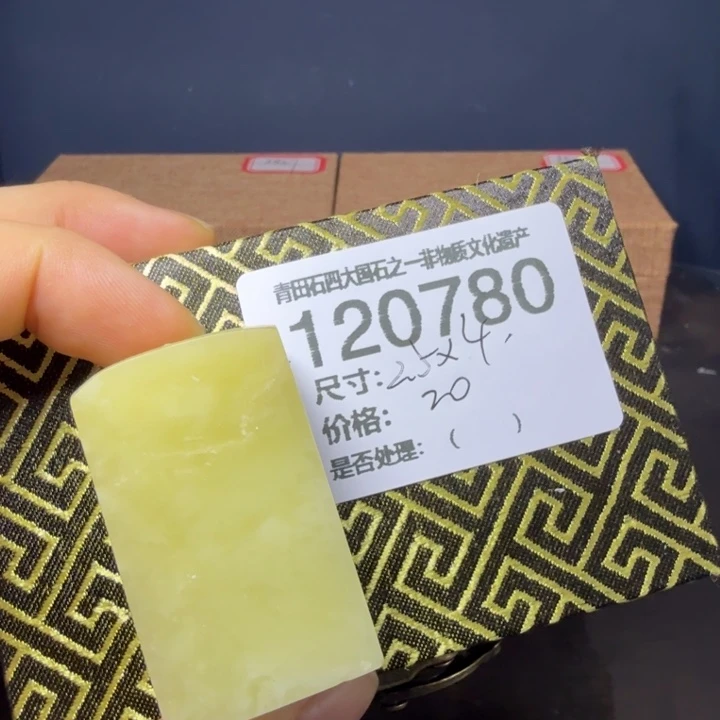 青田石四大国石之一非物质文化遗产
120780
尺寸: 2.5x4.
价格: 20
是否处理: ( )